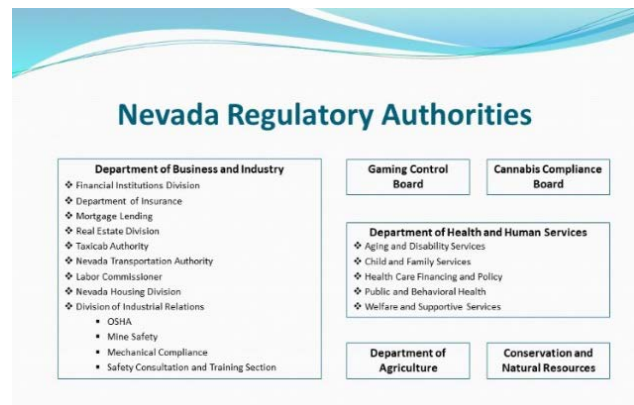 Nevada Regulatory Authorities
Department of Business and Industry
❖ Financial Institutions Division
❖ Department of Insurance
❖ Mortgage Lending
❖ Real Estate Division
❖ Taxicab Authority
❖ Nevada Transportation Authority
❖ Labor Commissioner
❖ Nevada Housing Division
❖ Division of Industrial Relations
▪ OSHA
▪ Mine Safety
▪ Mechanical Compliance
▪ Safety Consultation and Training Section
Gaming Control
Board
Cannabis Compliance
Board
Department of Health and Human Services
❖ Aging and Disability Services
❖ Child and Family Services
❖ Health Care Financing and Policy
❖ Public and Behavioral Health
❖ Welfare and Supportive Services
Department of
Agriculture
Conservation and
Natural Resources